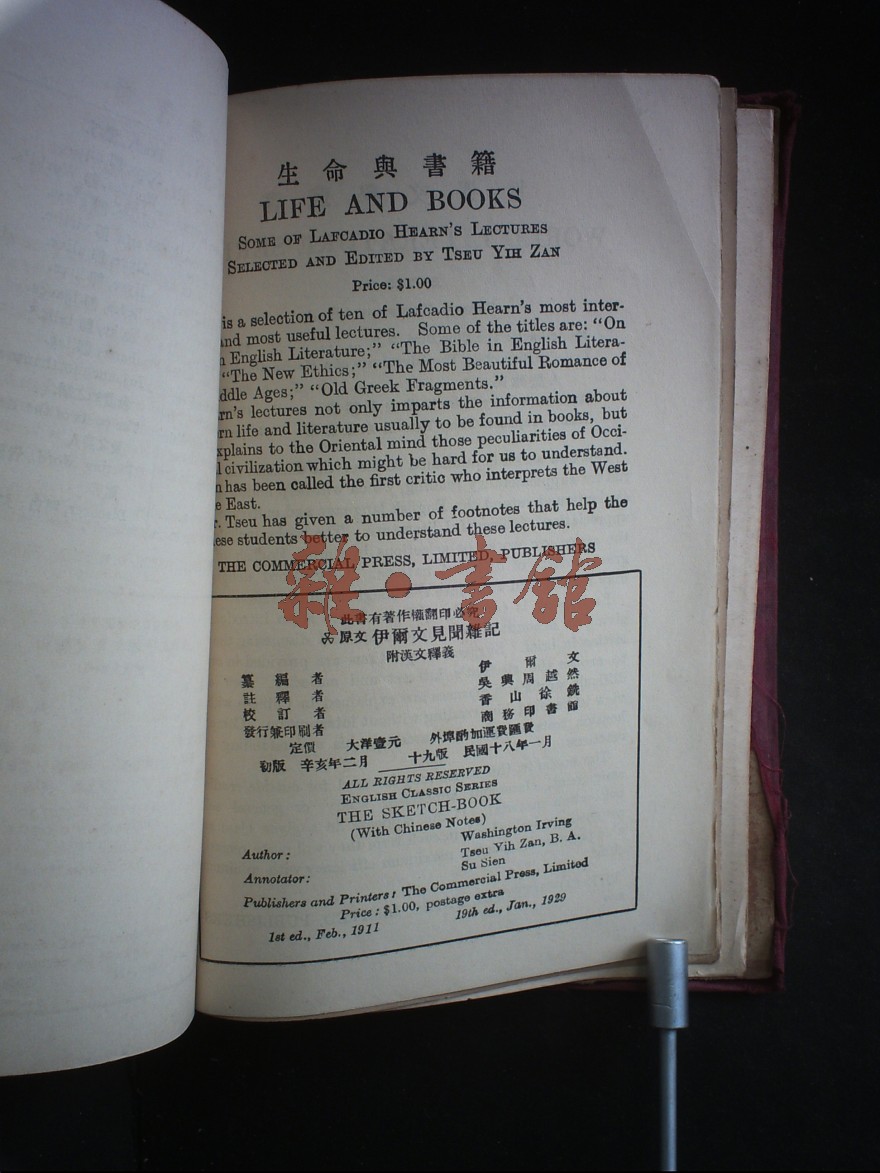 生命與書籍
LIFE AND BOOKS
SOME OF LAFCADIO HEARN'S LECTURES
SELECTED AND EDITED BY TSEU YIH ZAN
Price: $1.00
is a selection of ten of Lafcadio Hearn's most inter-
and most useful lectures. Some of the titles are: "On
English Literature;" "The Bible in English Litera-
"The New Ethics;" "The Most Beautiful Romance of
ddle Ages;" "Old Greek Fragments."
rn's lectures not only imparts the information about
rn life and literature usually to be found in books, but
xplains to the Oriental mind those peculiarities of Occi-
l civilization which might be hard for us to understand.
n has been called the first critic who interprets the West
e East.
r. Tseu has given a number of footnotes that help the
ese students better to understand these lectures.
THE COMMERCIAL PRESS, LIMITED, PUBLISHERS
雜·書館
此書有著作權翻印必究
原文 伊爾文見聞雜記
附漢文釋義
纂編者 伊爾文
註釋者 吳興周越然
校訂者 香山徐銑
發行兼印刷者 商務印書館
定價 大洋壹元 外埠酌加運費匯費
初版 辛亥年二月 十九版 民國十八年一月
ALL RIGHTS RESERVED
ENGLISH CLASSIC SERIES
THE SKETCH-BOOK
(With Chinese Notes)
Author: Washington Irving
Annotator: Tseu Yih Zan, B. A.
Su Sien
Publishers and Printers: The Commercial Press, Limited
Price: $1.00, postage extra
1st ed., Feb., 1911 19th ed., Jan., 1929